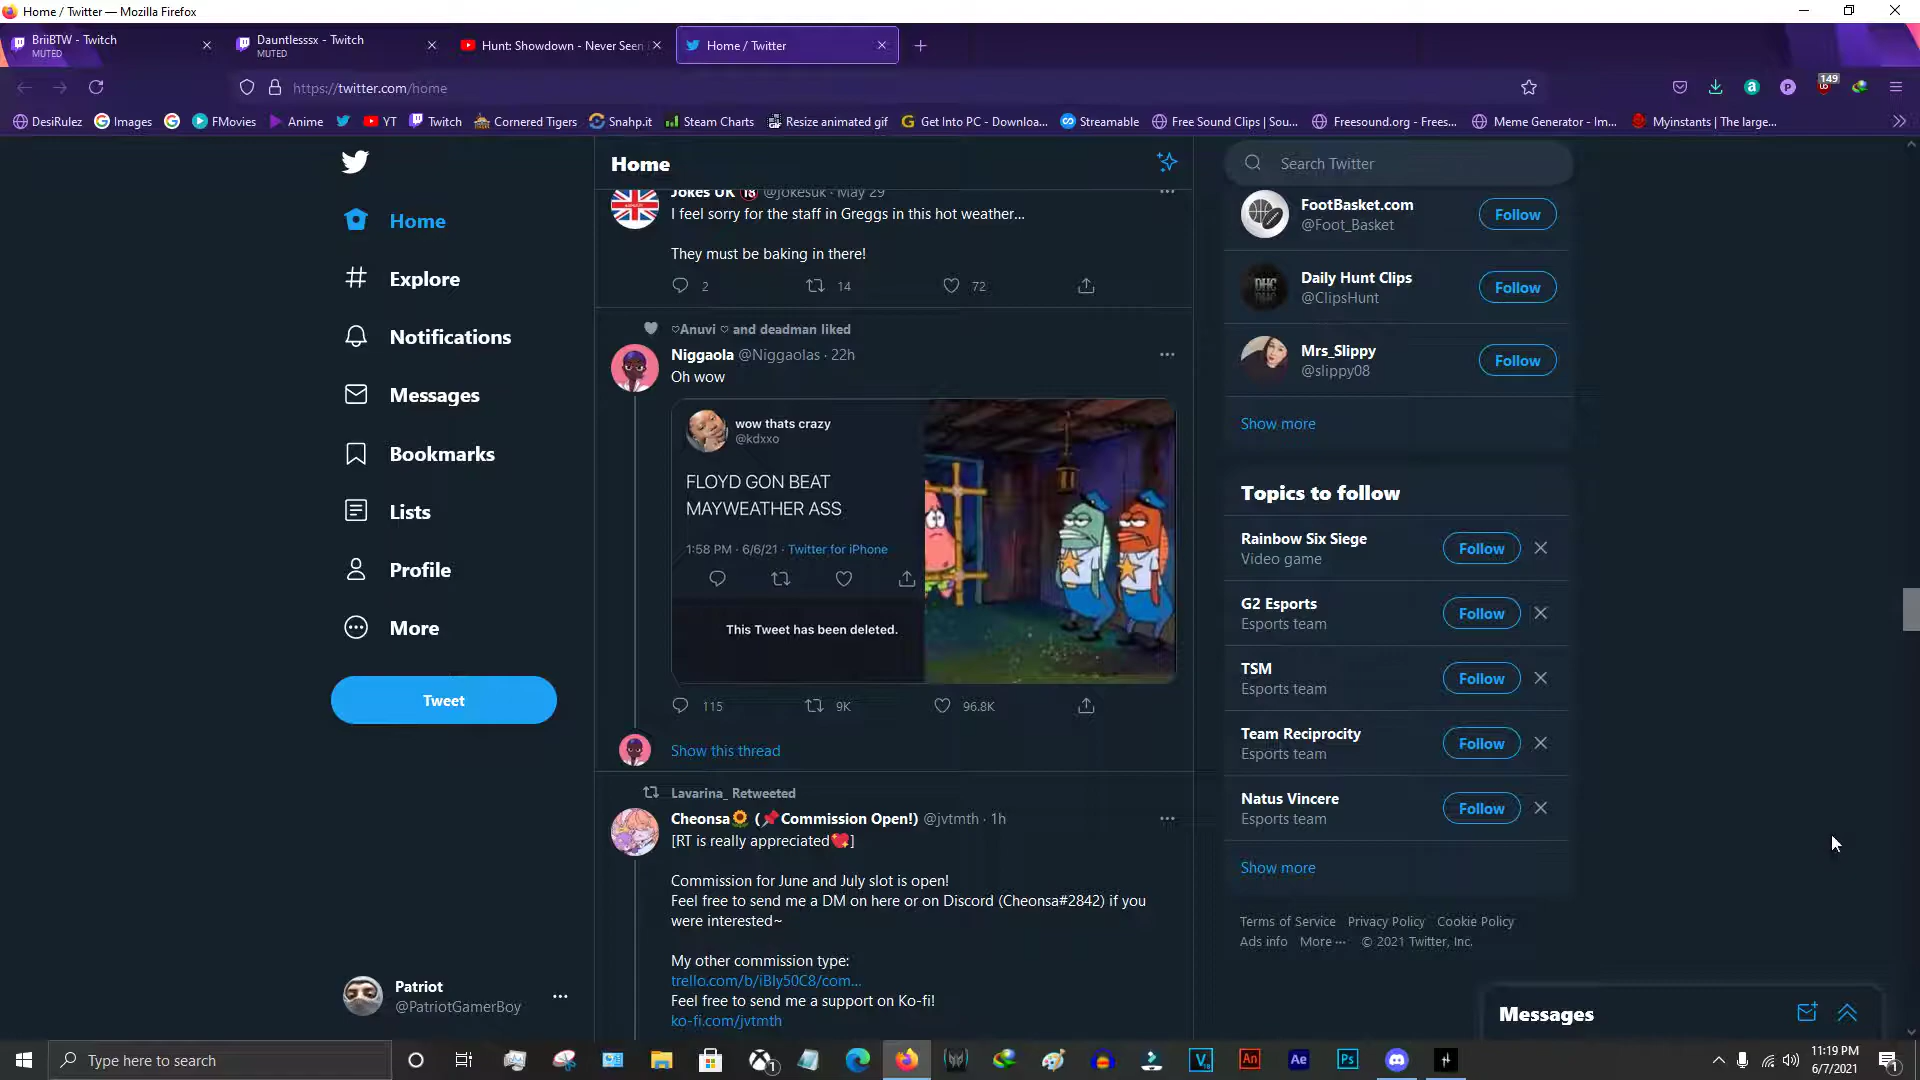 Home / Twitter — Mozilla Firefox
BriiBTW - Twitch
MUTED
Dauntlesssx - Twitch
MUTED
Hunt: Showdown - Never Seen
Home / Twitter
https://twitter.com/home
149
DesiRulez
Images
FMovies
Anime
YT
Twitch
Cornered Tigers
Snahp.it
Steam Charts
Resize animated gif
Get Into PC - Downloa...
Streamable
Free Sound Clips | Sou...
Freesound.org - Frees...
Meme Generator - Im...
Myinstants | The large...
Home
Explore
Notifications
Messages
Bookmarks
Lists
Profile
More
Tweet
Patriot
@PatriotGamerBoy
Home
Jokes UK 🔞 @jokesuk · May 29
I feel sorry for the staff in Greggs in this hot weather...
They must be baking in there!
2 14 72
♡Anuvi ♡ and deadman liked
Niggaola @Niggaolas · 22h
Oh wow
wow thats crazy
@kdxxo
FLOYD GON BEAT
MAYWEATHER ASS
1:58 PM · 6/6/21 · Twitter for iPhone
This Tweet has been deleted.
115 9K 96.8K
Show this thread
Lavarina_ Retweeted
Cheonsa🌻 (📌Commission Open!) @jvtmth · 1h
[RT is really appreciated💖]
Commission for June and July slot is open!
Feel free to send me a DM on here or on Discord (Cheonsa#2842) if you
were interested~
My other commission type:
trello.com/b/iBIy50C8/com...
Feel free to send me a support on Ko-fi!
ko-fi.com/jvtmth
Search Twitter
FootBasket.com
@Foot_Basket
Follow
Daily Hunt Clips
@ClipsHunt
Follow
Mrs_Slippy
@slippy08
Follow
Show more
Topics to follow
Rainbow Six Siege
Video game
Follow
G2 Esports
Esports team
Follow
TSM
Esports team
Follow
Team Reciprocity
Esports team
Follow
Natus Vincere
Esports team
Follow
Show more
Terms of Service Privacy Policy Cookie Policy
Ads info More ··· © 2021 Twitter, Inc.
Messages
Type here to search
11:19 PM
6/7/2021